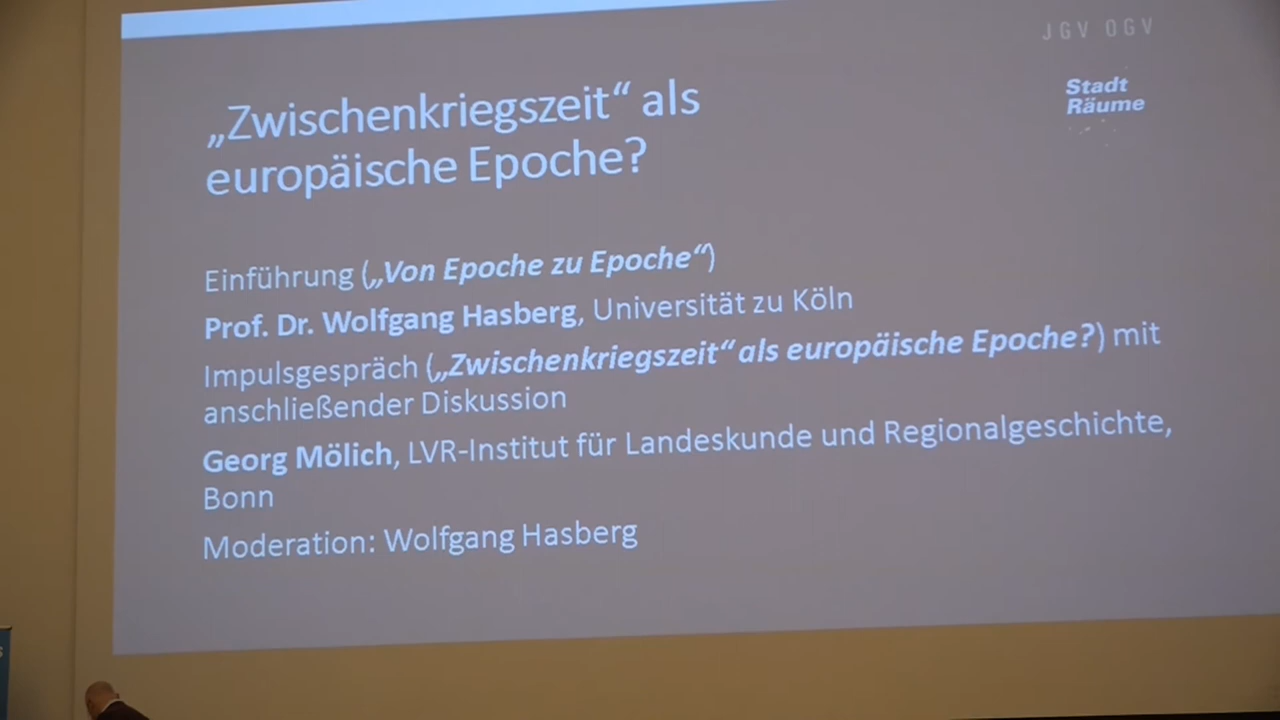 JGV OGV
Stadt
Räume
„Zwischenkriegszeit“ als
europäische Epoche?
Einführung („Von Epoche zu Epoche“)
Prof. Dr. Wolfgang Hasberg, Universität zu Köln
Impulsgespräch („Zwischenkriegszeit“ als europäische Epoche?) mit
anschließender Diskussion
Georg Mölich, LVR-Institut für Landeskunde und Regionalgeschichte,
Bonn
Moderation: Wolfgang Hasberg